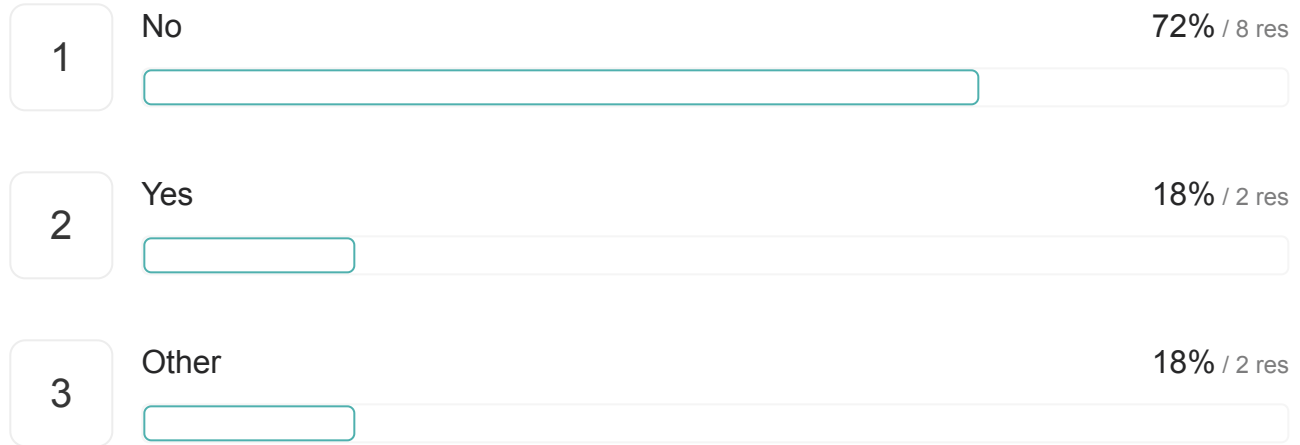 No 72% / 8 res
1
Yes 18% / 2 res
2
Other 18% / 2 res
3